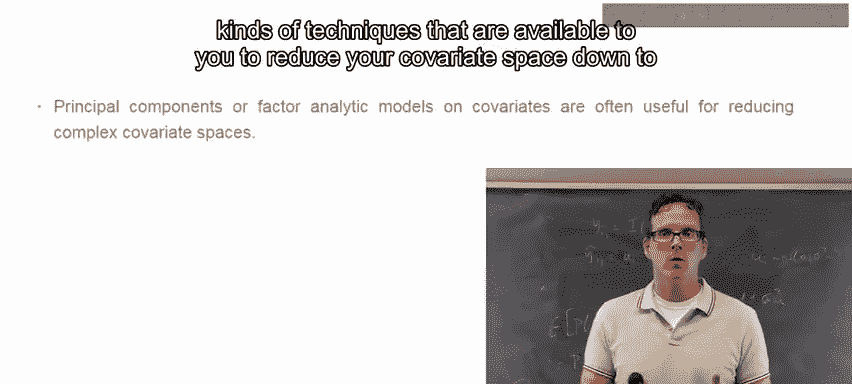 kinds of techniques that are available to
you to reduce your covariate space down to
• Principal components or factor analytic models on covariates are often useful for reducing
complex covariate spaces.